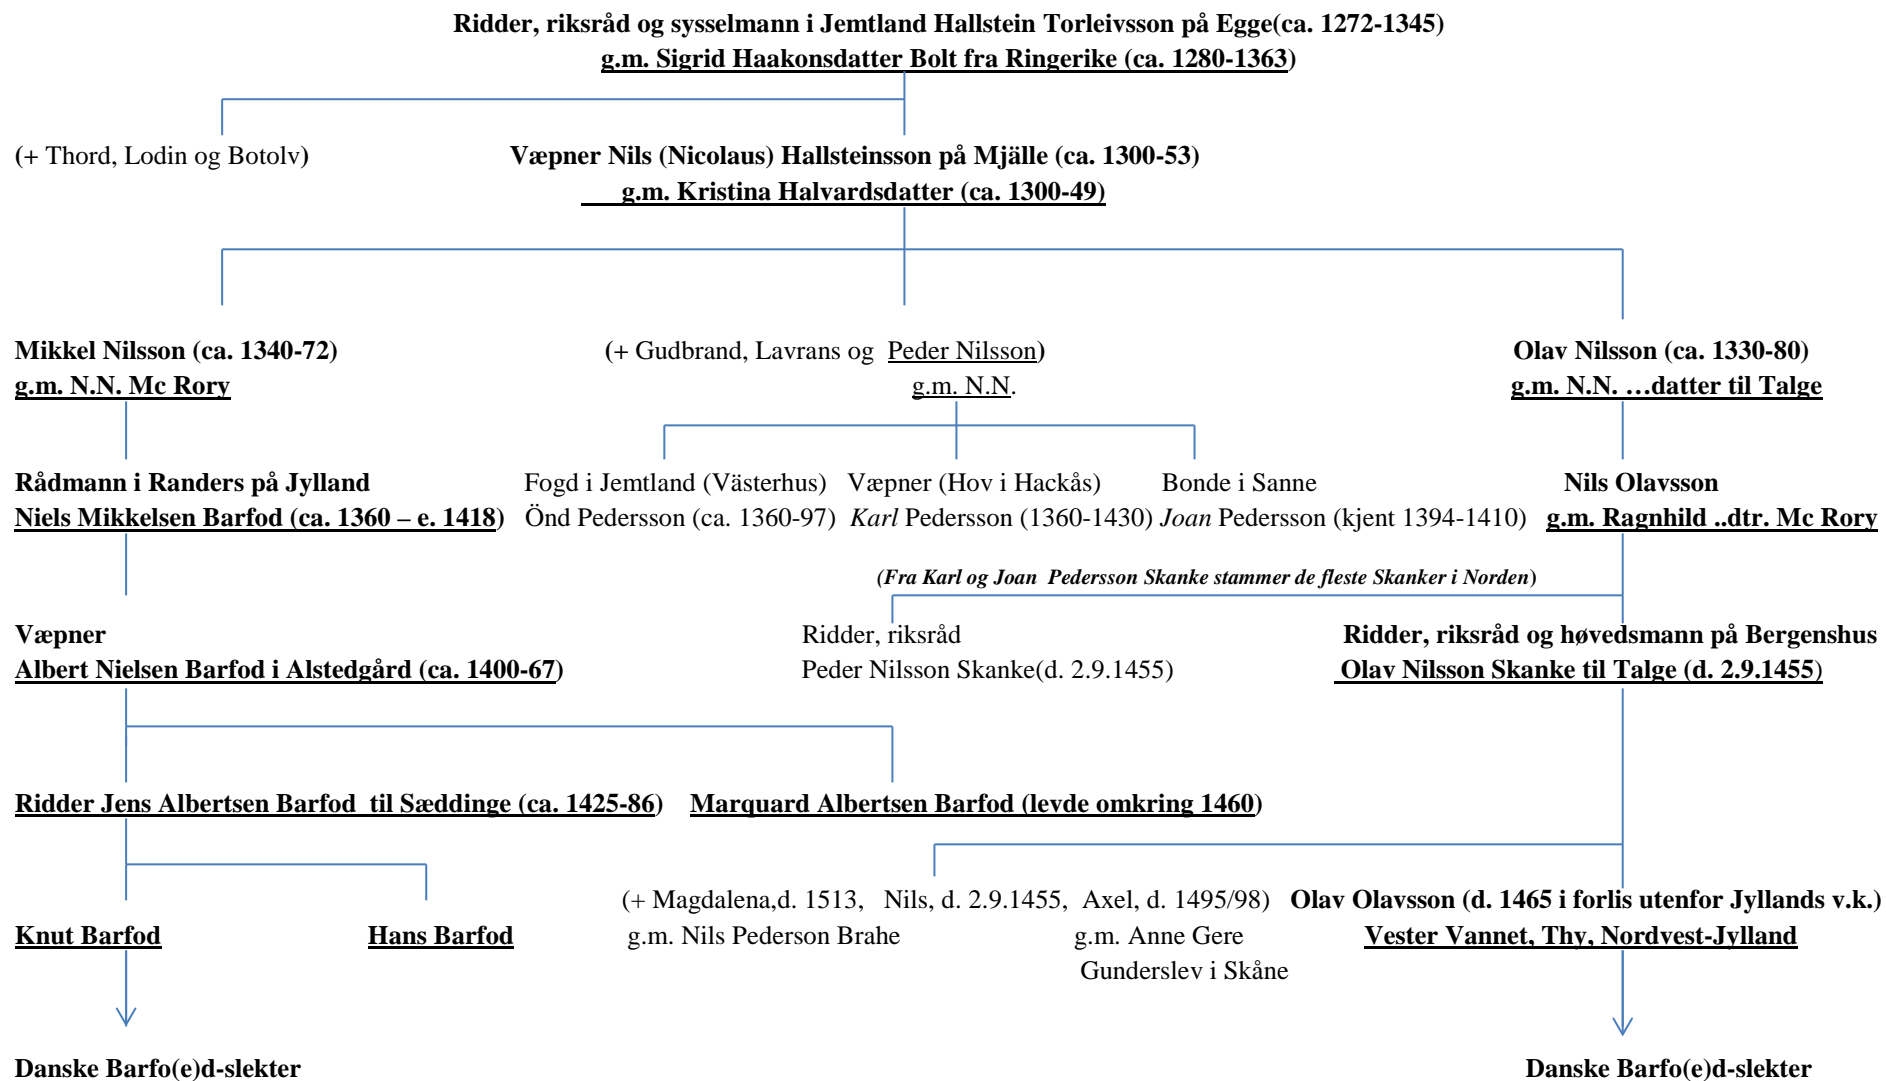 Ridder, riksråd og sysselmann i Jemtland Hallstein Torleivsson på Egge(ca. 1272-1345)
g.m. Sigrid Haakonsdatter Bolt fra Ringerike (ca. 1280-1363)
(+ Thord, Lodin og Botolv) Væpner Nils (Nicolaus) Hallsteinsson på Mjälle (ca. 1300-53)
g.m. Kristina Halvardsdatter (ca. 1300-49)
Mikkel Nilsson (ca. 1340-72) (+ Gudbrand, Lavrans og Peder Nilsson) Olav Nilsson (ca. 1330-80)
g.m. N.N. Mc Rory g.m. N.N. g.m. N.N. …datter til Talge
Rådmann i Randers på Jylland Fogd i Jemtland (Västerhus) Væpner (Hov i Hackås) Bonde i Sanne Nils Olavsson
Niels Mikkelsen Barfod (ca. 1360 – e. 1418) Önd Pedersson (ca. 1360-97) Karl Pedersson (1360-1430) Joan Pedersson (kjent 1394-1410) g.m. Ragnhild ..dtr. Mc Rory
(Fra Karl og Joan Pedersson Skanke stammer de fleste Skanker i Norden)
Væpner Ridder, riksråd Ridder, riksråd og høvedsmann på Bergenshus
Albert Nielsen Barfod i Alstedgård (ca. 1400-67) Peder Nilsson Skanke(d. 2.9.1455) Olav Nilsson Skanke til Talge (d. 2.9.1455)
Ridder Jens Albertsen Barfod til Sæddinge (ca. 1425-86) Marquard Albertsen Barfod (levde omkring 1460)
(+ Magdalena,d. 1513, Nils, d. 2.9.1455, Axel, d. 1495/98) Olav Olavsson (d. 1465 i forlis utenfor Jyllands v.k.)
Knut Barfod Hans Barfod g.m. Nils Pederson Brahe g.m. Anne Gere Vester Vannet, Thy, Nordvest-Jylland
Gunderslev i Skåne
Danske Barfo(e)d-slekter Danske Barfo(e)d-slekter